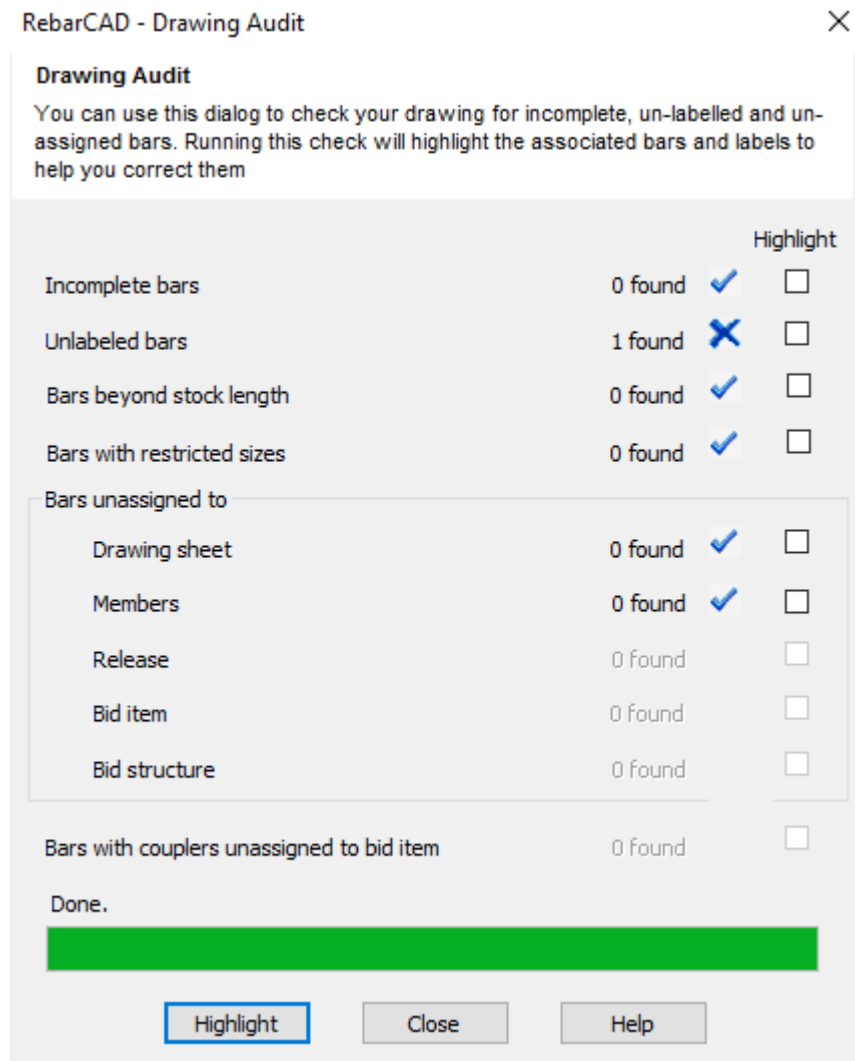 RebarCAD - Drawing Audit
Drawing Audit
You can use this dialog to check your drawing for incomplete, un-labelled and un-
assigned bars. Running this check will highlight the associated bars and labels to
help you correct them
Highlight
Incomplete bars 0 found
Unlabeled bars 1 found
Bars beyond stock length 0 found
Bars with restricted sizes 0 found
Bars unassigned to
Drawing sheet 0 found
Members 0 found
Release 0 found
Bid item 0 found
Bid structure 0 found
Bars with couplers unassigned to bid item 0 found
Done.
Highlight Close Help